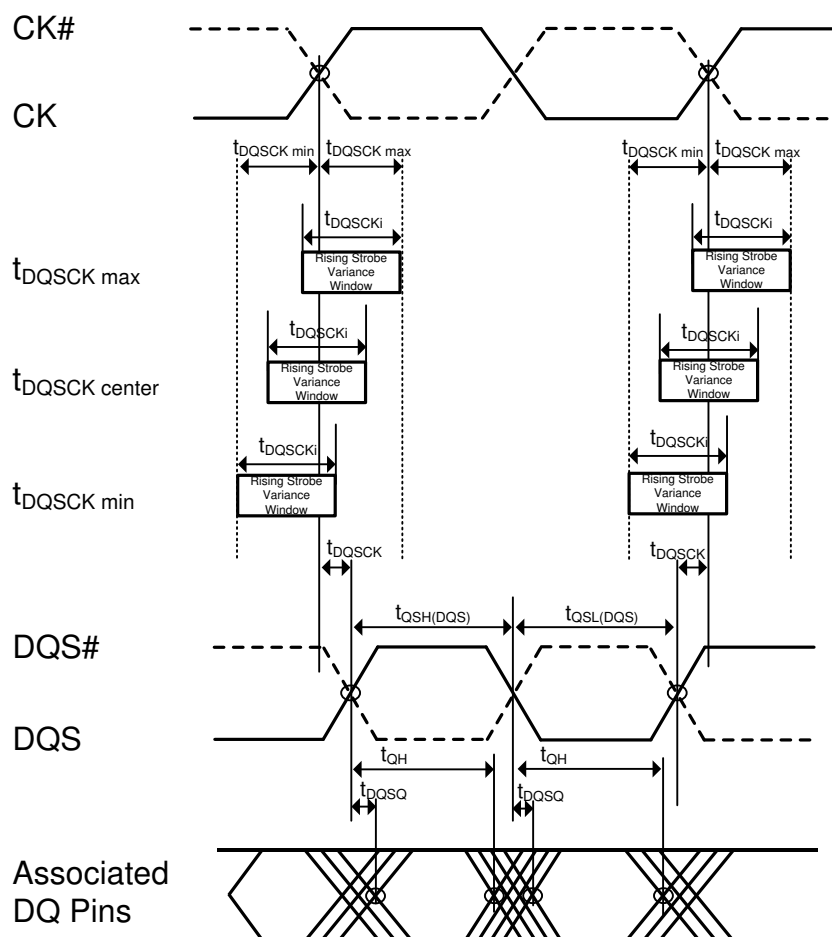 CK#
CK
tDQSCK min tDQSCK max
tDQSCK min tDQSCK max
tDQSCKi
tDQSCKi
tDQSCK max
Rising Strobe
Variance
Window
Rising Strobe
Variance
Window
tDQSCKi
tDQSCKi
tDQSCK center
Rising Strobe
Variance
Window
Rising Strobe
Variance
Window
tDQSCKi
tDQSCKi
tDQSCK min
Rising Strobe
Variance
Window
Rising Strobe
Variance
Window
tDQSCK
tDQSCK
tQSH(DQS)
tQSL(DQS)
DQS#
DQS
tQH
tQH
tDQSQ
tDQSQ
Associated
DQ Pins